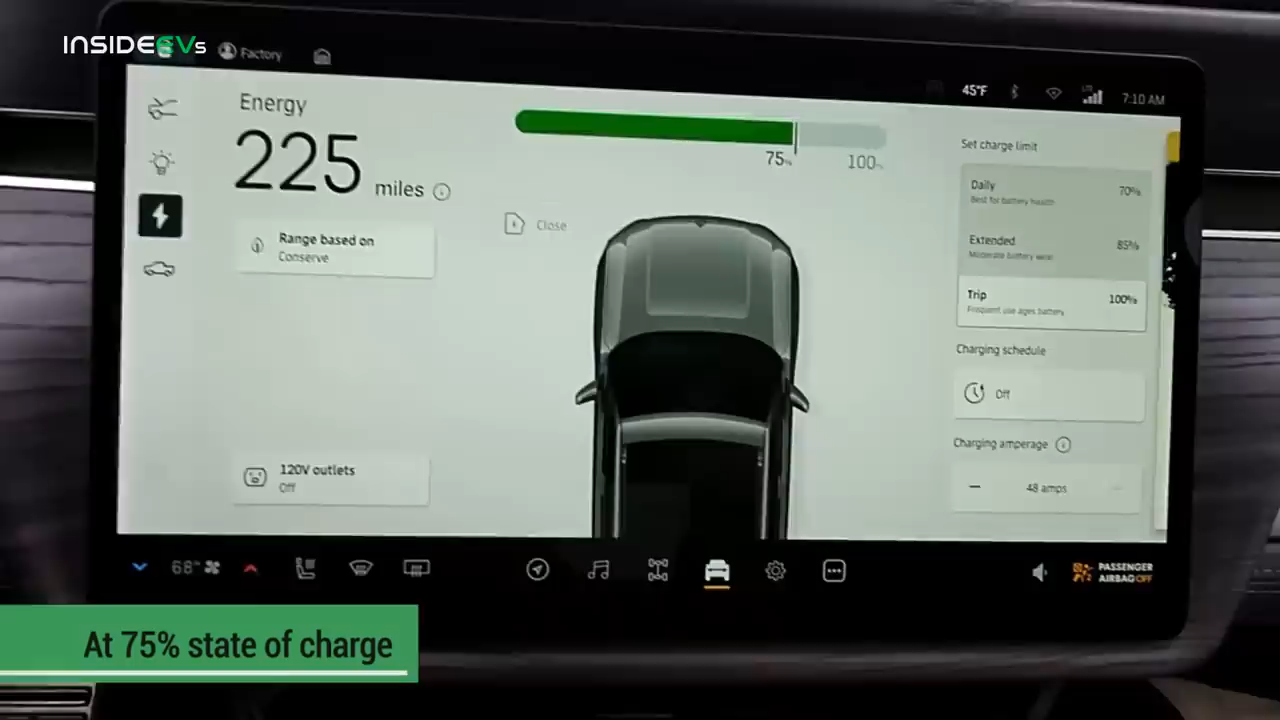 INSIDEEVs
Factory
45°F
LTE
7:10 AM
Energy
225 miles
75%
100%
Range based on
Conserve
Close
120V outlets
Off
Set charge limit
Daily 70%
Best for battery health
Extended 85%
Moderate battery wear
Trip 100%
Frequent use ages battery
Charging schedule
Off
Charging amperage
48 amps
68°
PASSENGER
AIRBAG OFF
At 75% state of charge